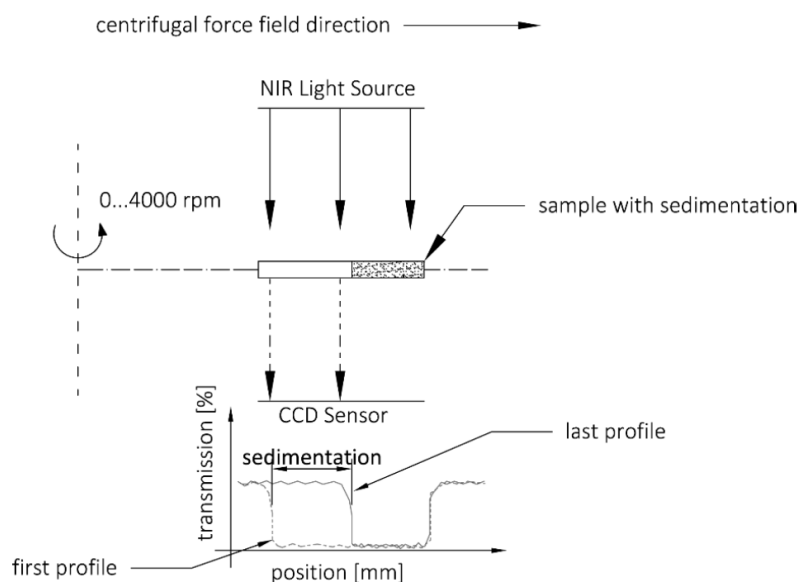 centrifugal force field direction
NIR Light Source
0...4000 rpm
sample with sedimentation
CCD Sensor
transmission [%]
last profile
sedimentation
first profile
position [mm]